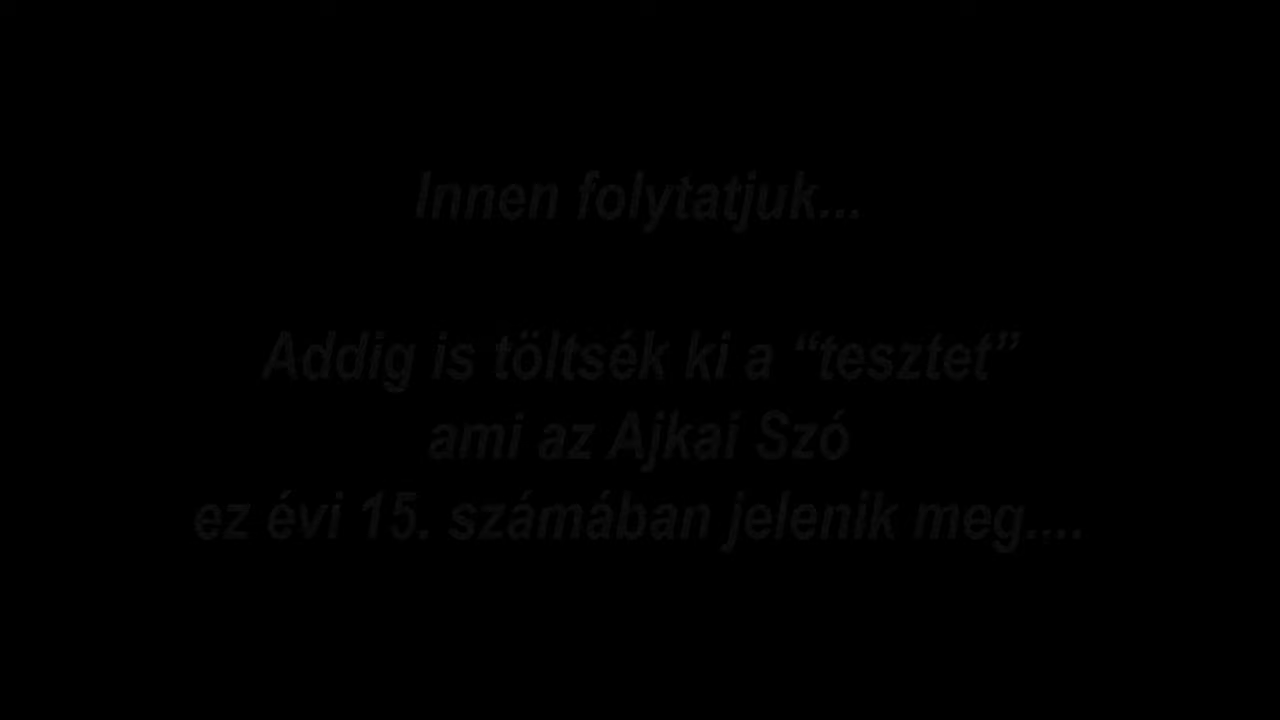 Innen folytatjuk...
Addig is töltsék ki a “tesztet”
ami az Ajkai Szó
ez évi 15. számában jelenik meg....